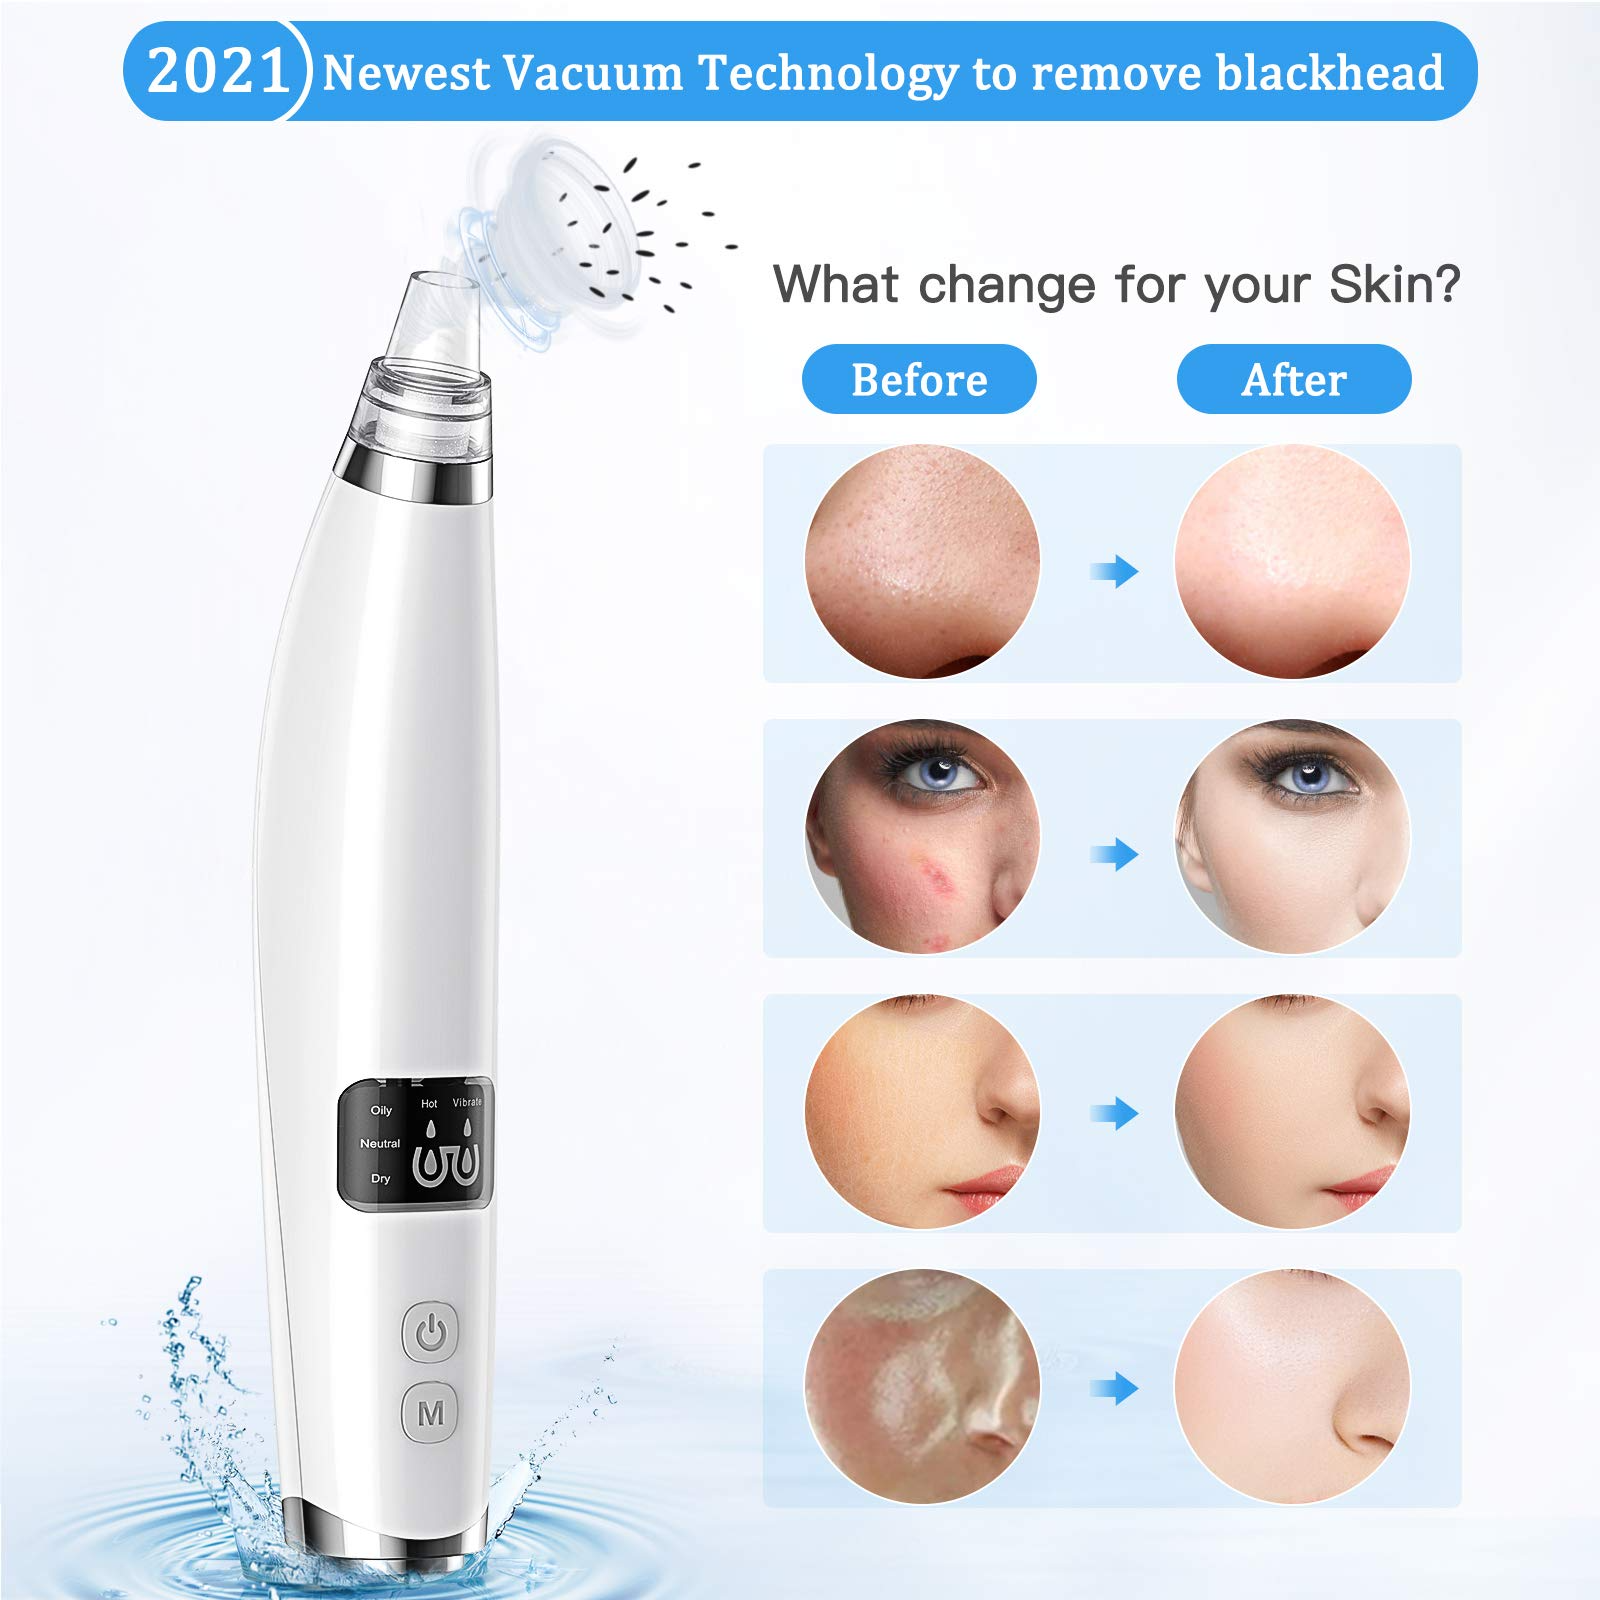 2021 Newest Vacuum Technology to remove blackhead
What change for your Skin?
Before After
Oily Hot Vibrate
Neutral
Dry
M